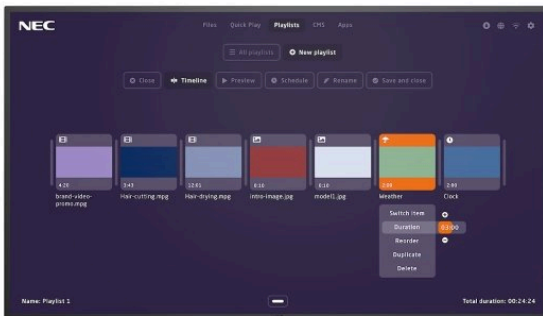 NEC
Files Quick Play Playlists CMS Apps
All playlists New playlist
Close Timeline Preview Schedule Rename Save and close
4:20 3:43 12:01 0:10 0:10 2:00 2:00
brand-video-promo.mpg Hair-cutting.mpg Hair-drying.mpg intro-image.jpg model1.jpg Weather Clock
Switch item
Duration 03:00
Reorder
Duplicate
Delete
Name: Playlist 1 Total duration: 00:24:24